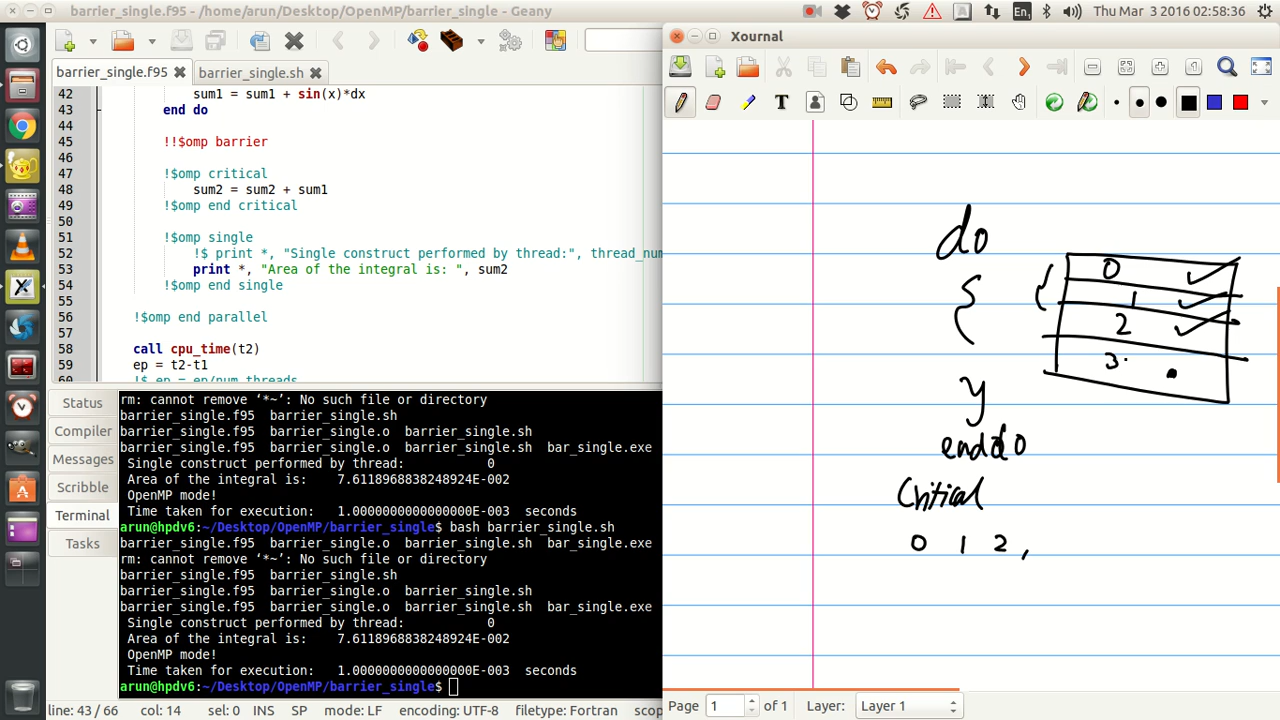 barrier_single.f95 - /home/arun/Desktop/OpenMP/barrier_single - Geany
En1
Thu Mar 3 2016 02:58:36
barrier_single.f95
barrier_single.sh
42 sum1 = sum1 + sin(x)*dx
43 end do
44
45 !!$omp barrier
46
47 !$omp critical
48 sum2 = sum2 + sum1
49 !$omp end critical
50
51 !$omp single
52 !$ print *, "Single construct performed by thread:", thread_num
53 print *, "Area of the integral is: ", sum2
54 !$omp end single
55
56 !$omp end parallel
57
58 call cpu_time(t2)
59 ep = t2-t1
60 !$ ep = ep/num_threads
Status
Compiler
Messages
Scribble
Terminal
Tasks
rm: cannot remove ‘*~’: No such file or directory
barrier_single.f95 barrier_single.sh
barrier_single.f95 barrier_single.o barrier_single.sh
barrier_single.f95 barrier_single.o barrier_single.sh bar_single.exe
Single construct performed by thread: 0
Area of the integral is: 7.6118968838248924E-002
OpenMP mode!
Time taken for execution: 1.0000000000000000E-003 seconds
arun@hpdv6:~/Desktop/OpenMP/barrier_single$ bash barrier_single.sh
barrier_single.f95 barrier_single.o barrier_single.sh bar_single.exe
rm: cannot remove ‘*~’: No such file or directory
barrier_single.f95 barrier_single.sh
barrier_single.f95 barrier_single.o barrier_single.sh
barrier_single.f95 barrier_single.o barrier_single.sh bar_single.exe
Single construct performed by thread: 0
Area of the integral is: 7.6118968838248924E-002
OpenMP mode!
Time taken for execution: 1.0000000000000000E-003 seconds
arun@hpdv6:~/Desktop/OpenMP/barrier_single$
line: 43 / 66 col: 14 sel: 0 INS SP mode: LF encoding: UTF-8 filetype: Fortran scop
Xournal
do
0
1
2
3
end do
Critical
0 1 2 ,
Page 1 of 1 Layer: Layer 1